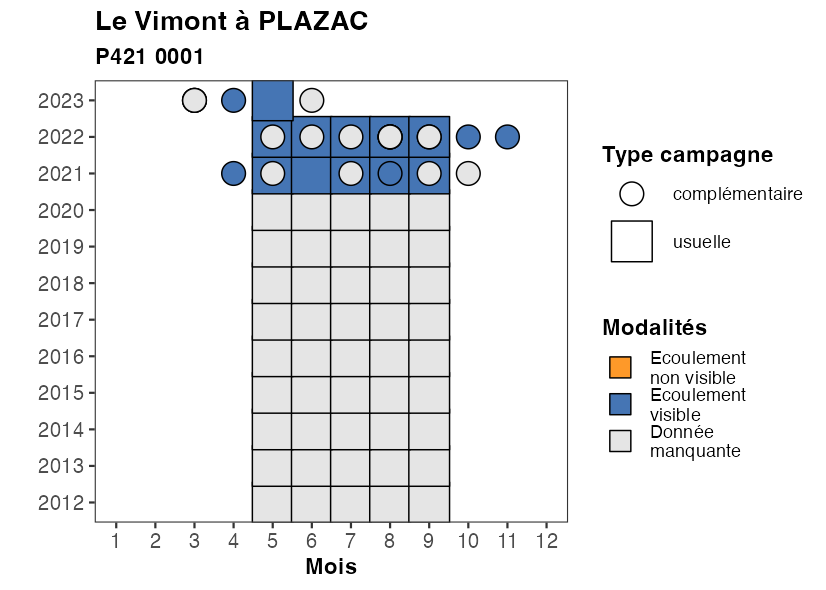 Le Vimont à PLAZAC
P421 0001
2023
2022
2021
2020
2019
2018
2017
2016
2015
2014
2013
2012
1 2 3 4 5 6 7 8 9 10 11 12
Mois
Type campagne
complémentaire
usuelle
Modalités
Ecoulement
non visible
Ecoulement
visible
Donnée
manquante